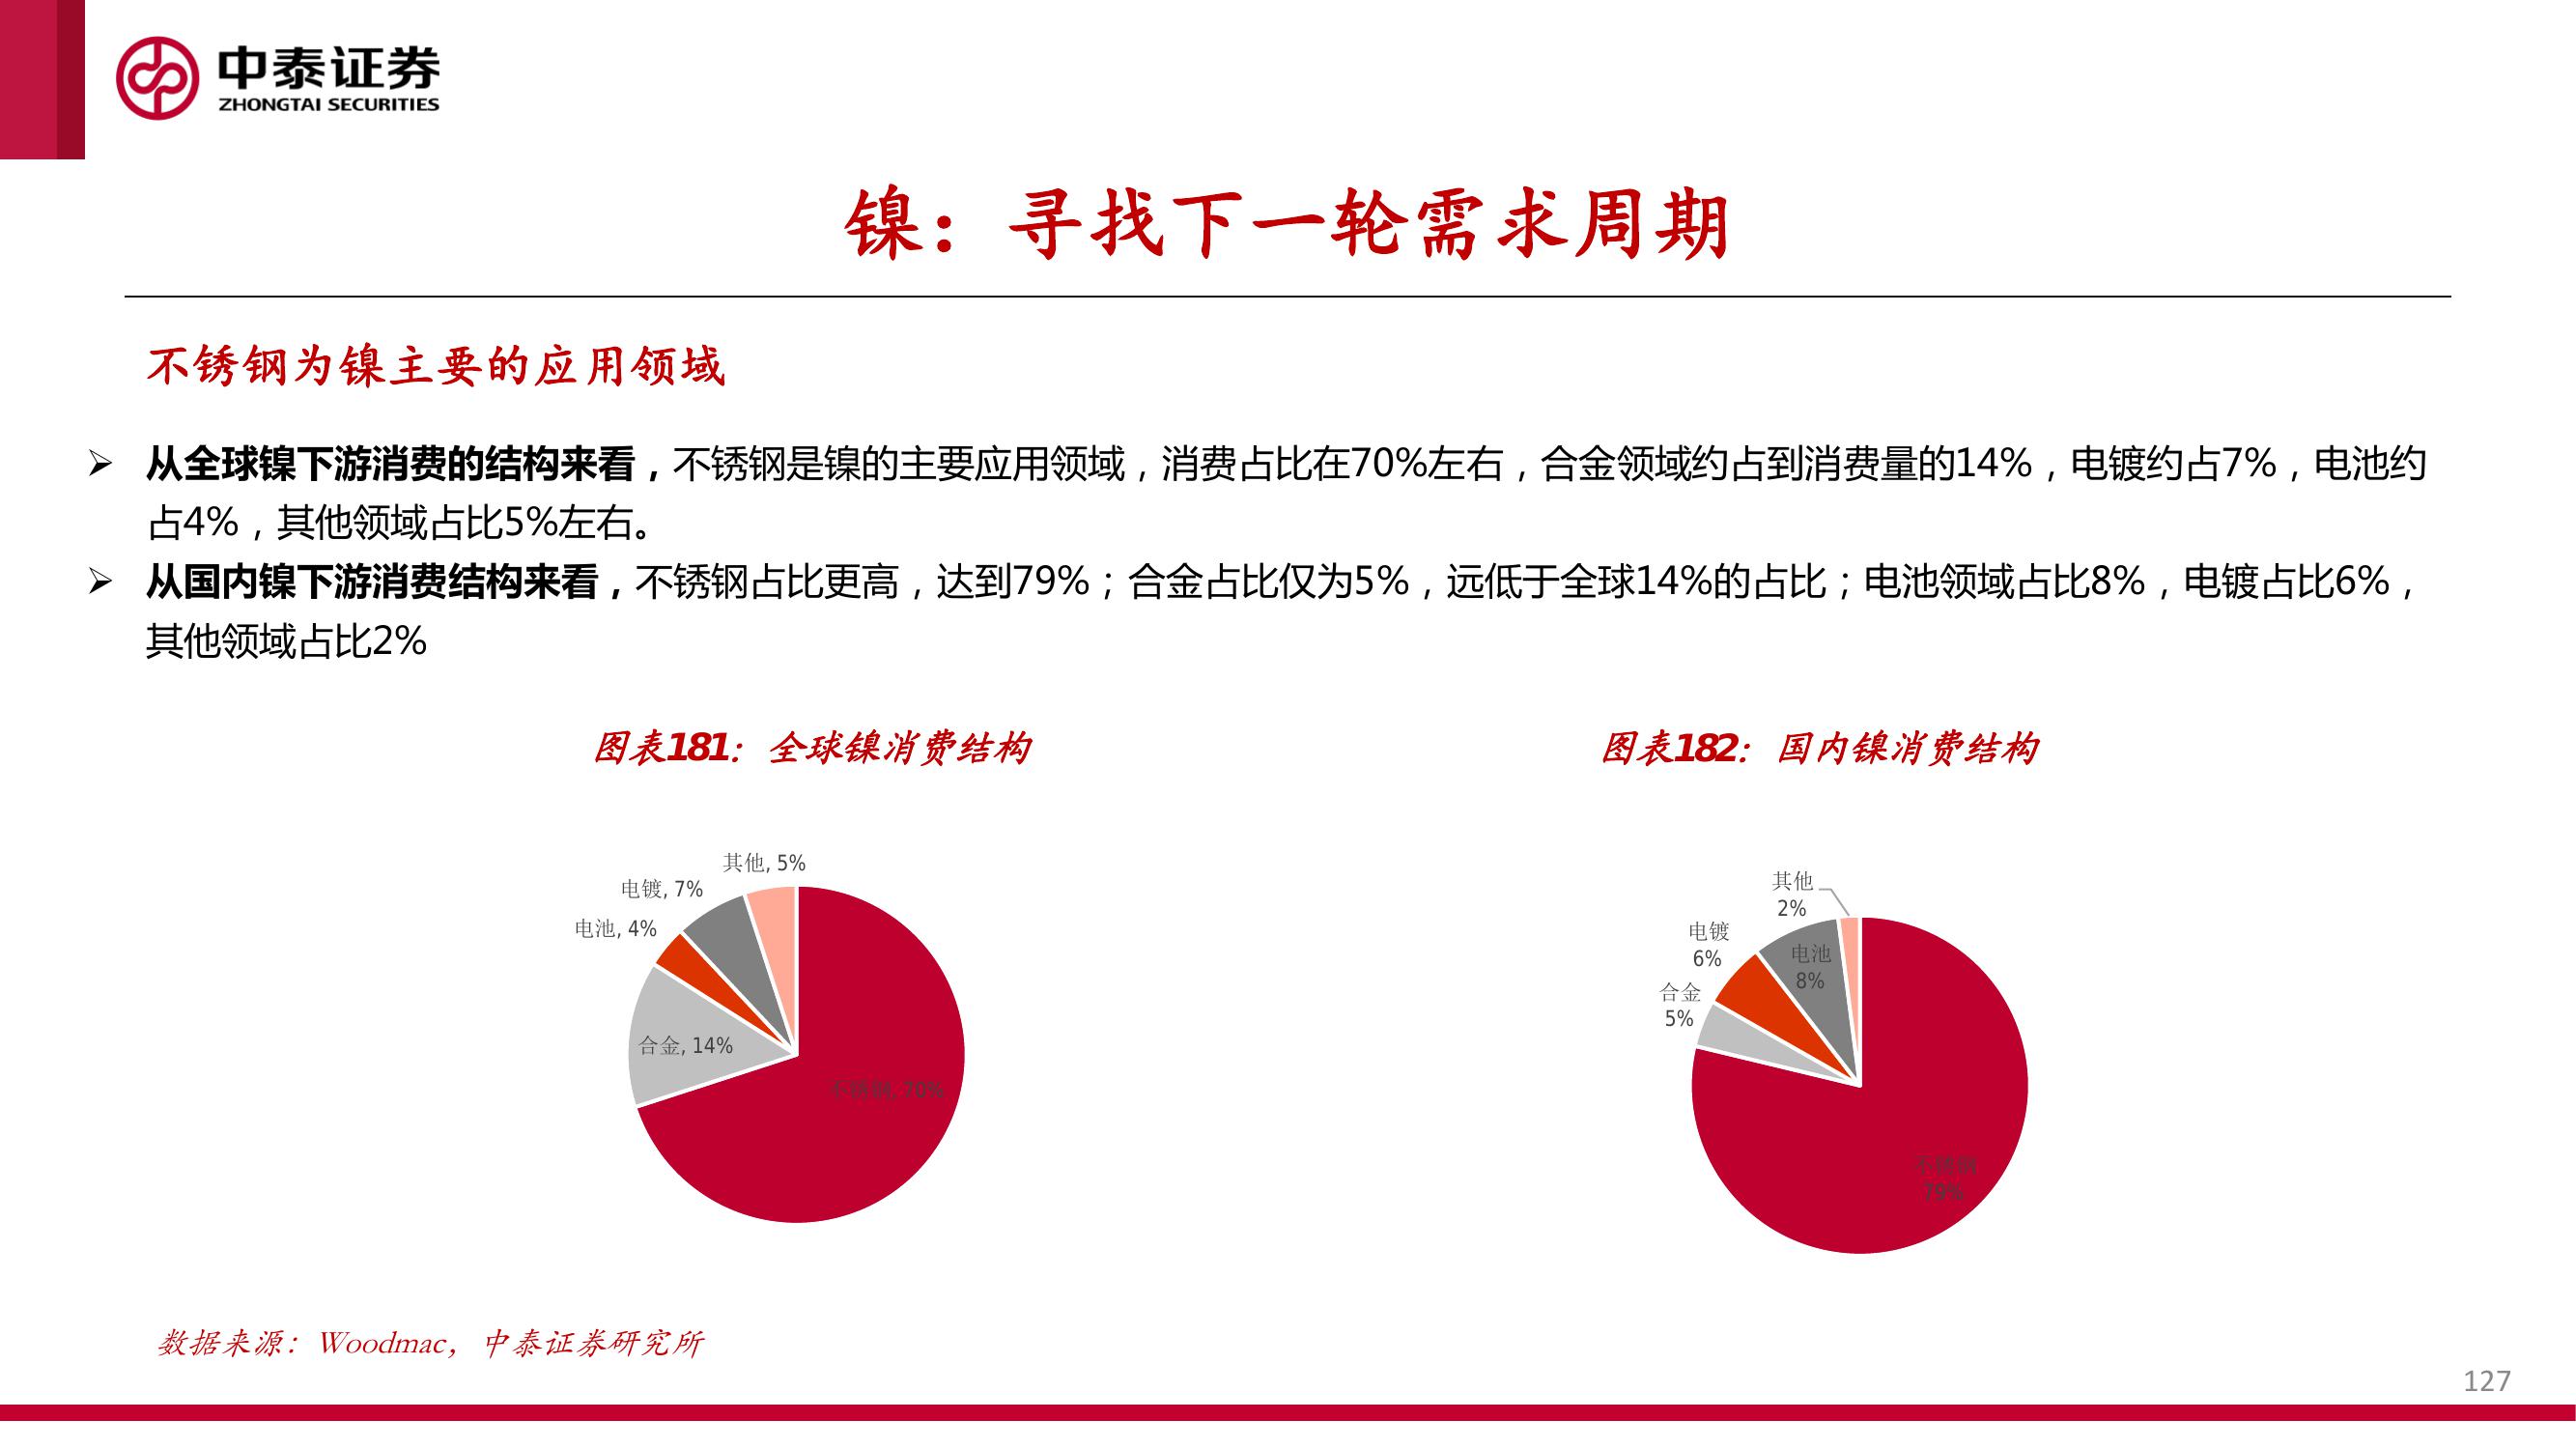 中泰证券
ZHONGTAI SECURITIES
镍：寻找下一轮需求周期
不锈钢为镍主要的应用领域
➢ 从全球镍下游消费的结构来看，不锈钢是镍的主要应用领域，消费占比在70%左右，合金领域约占到消费量的14%，电镀约占7%，电池约
占4%，其他领域占比5%左右。
➢ 从国内镍下游消费结构来看，不锈钢占比更高，达到79%；合金占比仅为5%，远低于全球14%的占比；电池领域占比8%，电镀占比6%，
其他领域占比2%
图表181：全球镍消费结构
其他, 5%
电镀, 7%
电池, 4%
合金, 14%
不锈钢, 70%
图表182：国内镍消费结构
其他
2%
电镀
6%
电池
8%
合金
5%
不锈钢
79%
数据来源：Woodmac，中泰证券研究所
127